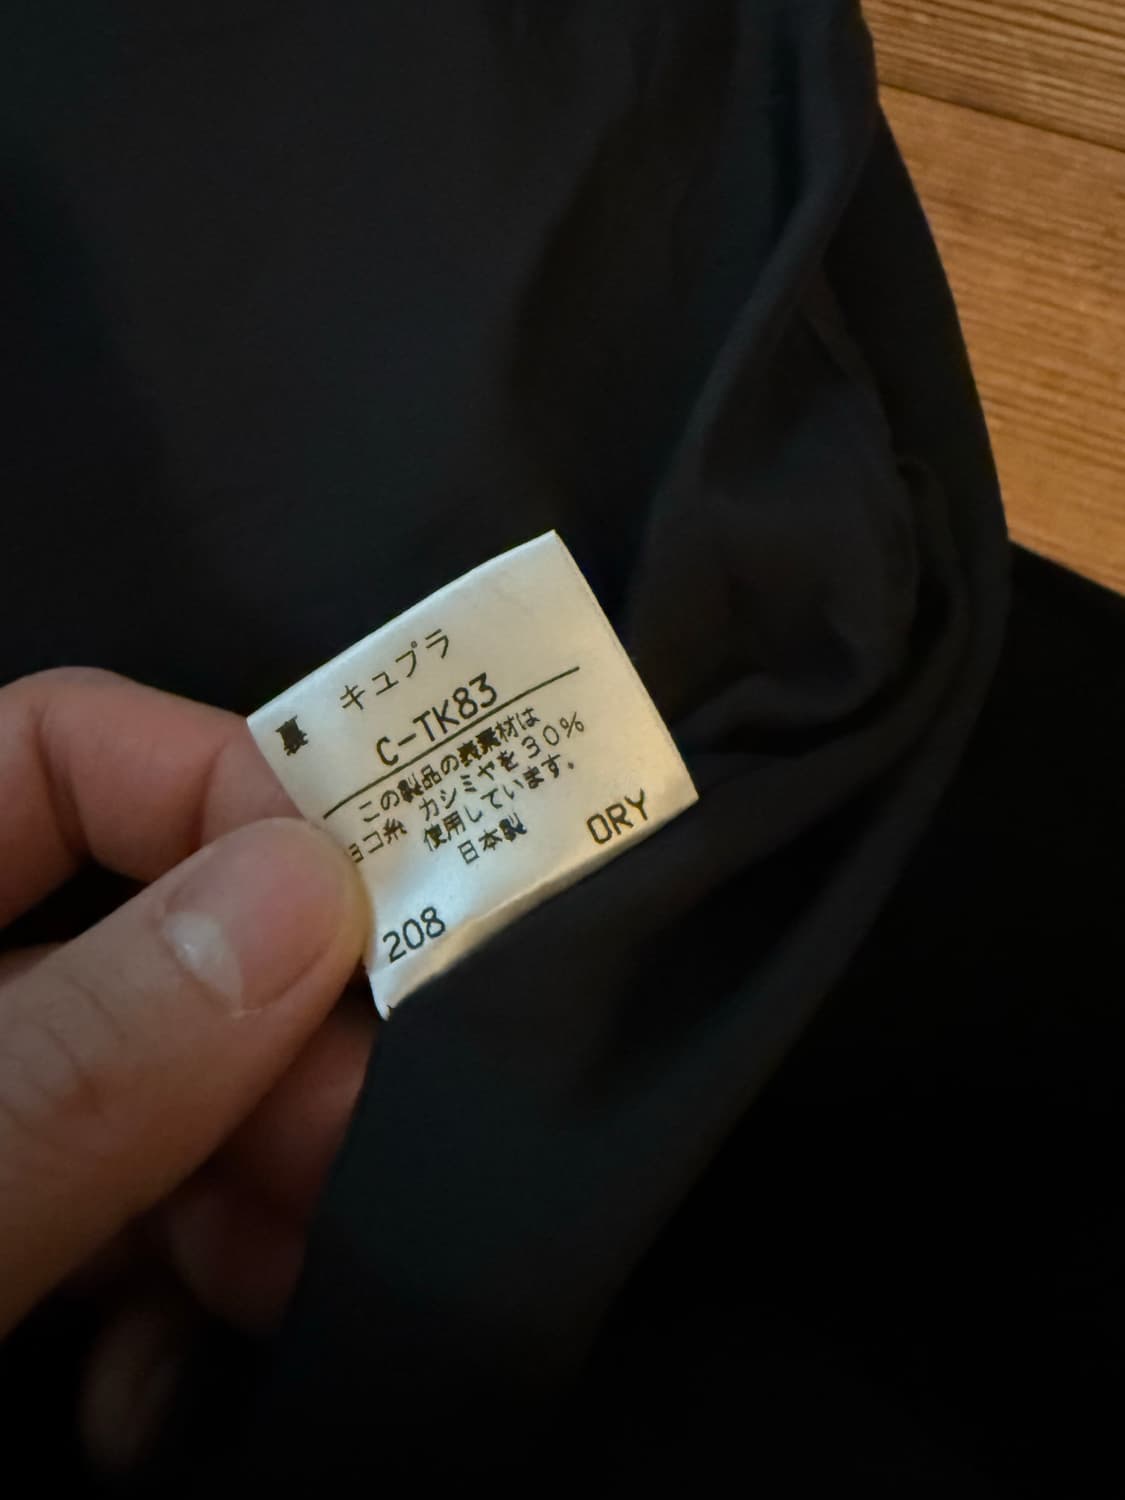 裏 キュプラ
C-TK83
この製品の表素材は
ヨコ糸 カシミヤを30%
使用しています。
日本製
ORY
208